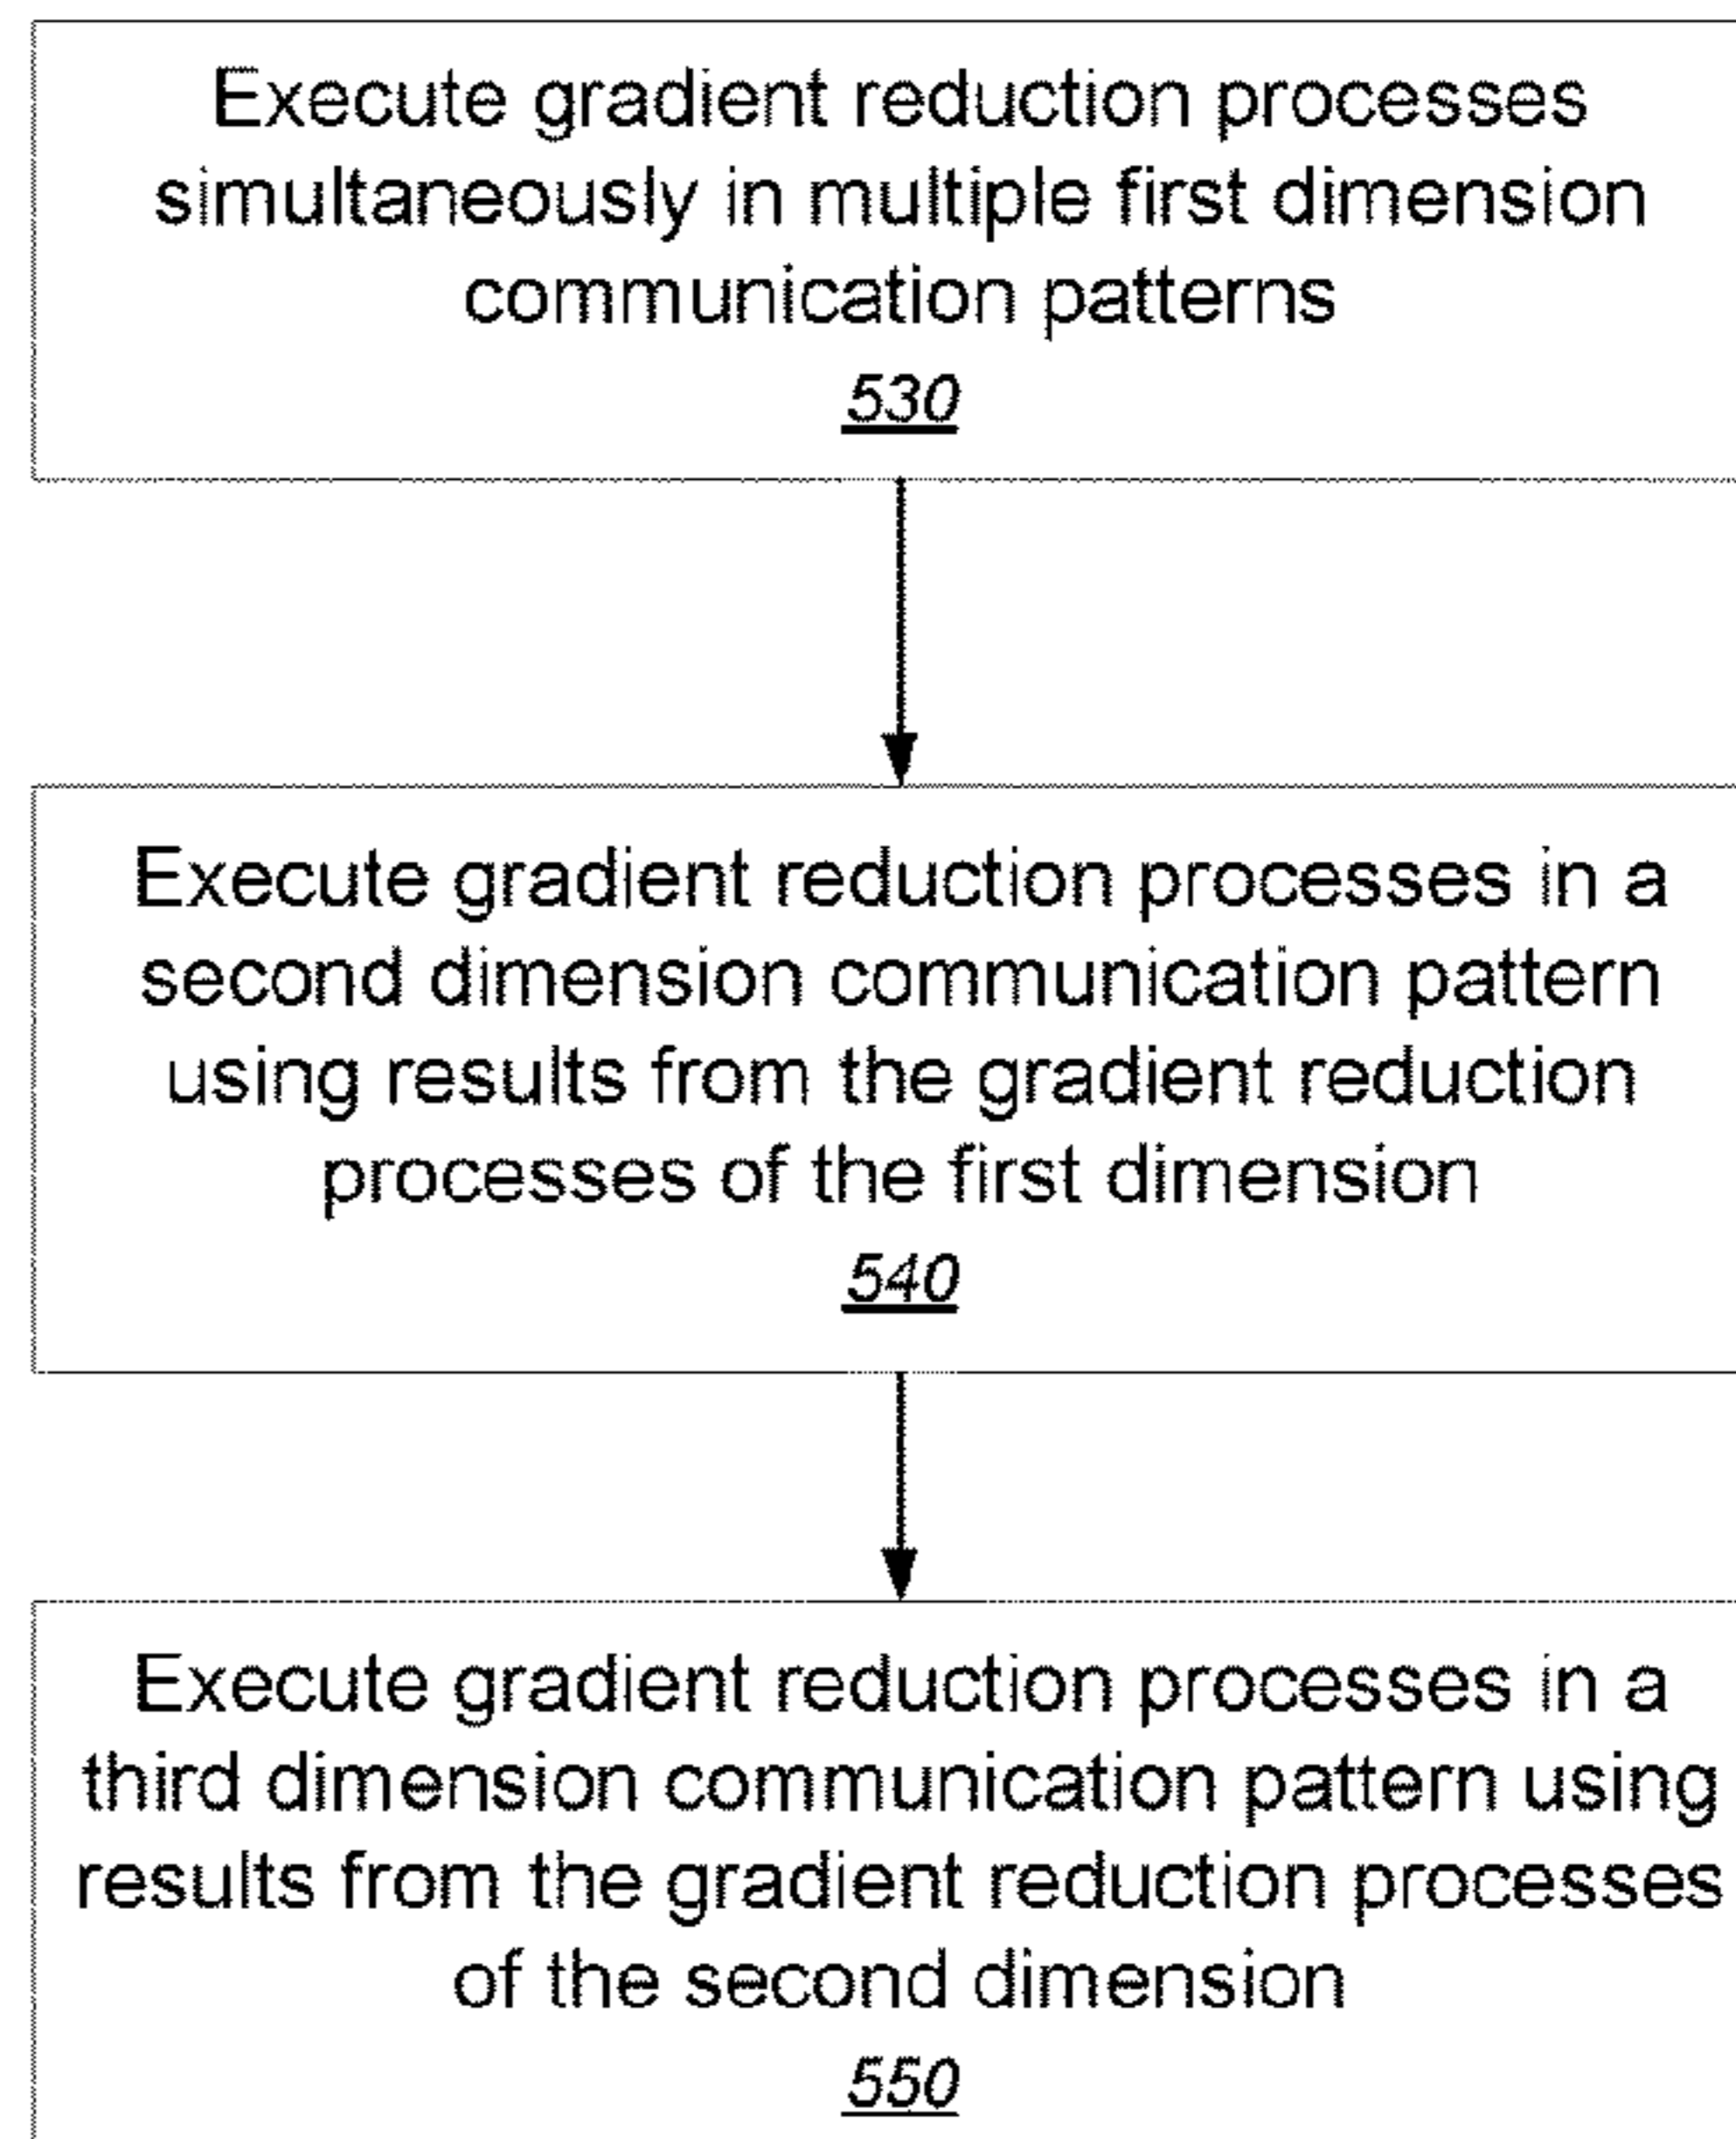 Execute gradient reduction processes
simultaneously in multiple first dimension
communication patterns
530
Execute gradient reduction processes in a
second dimension communication pattern
using results from the gradient reduction
processes of the first dimension
540
Execute gradient reduction processes in a
third dimension communication pattern using
results from the gradient reduction processes
of the second dimension
550